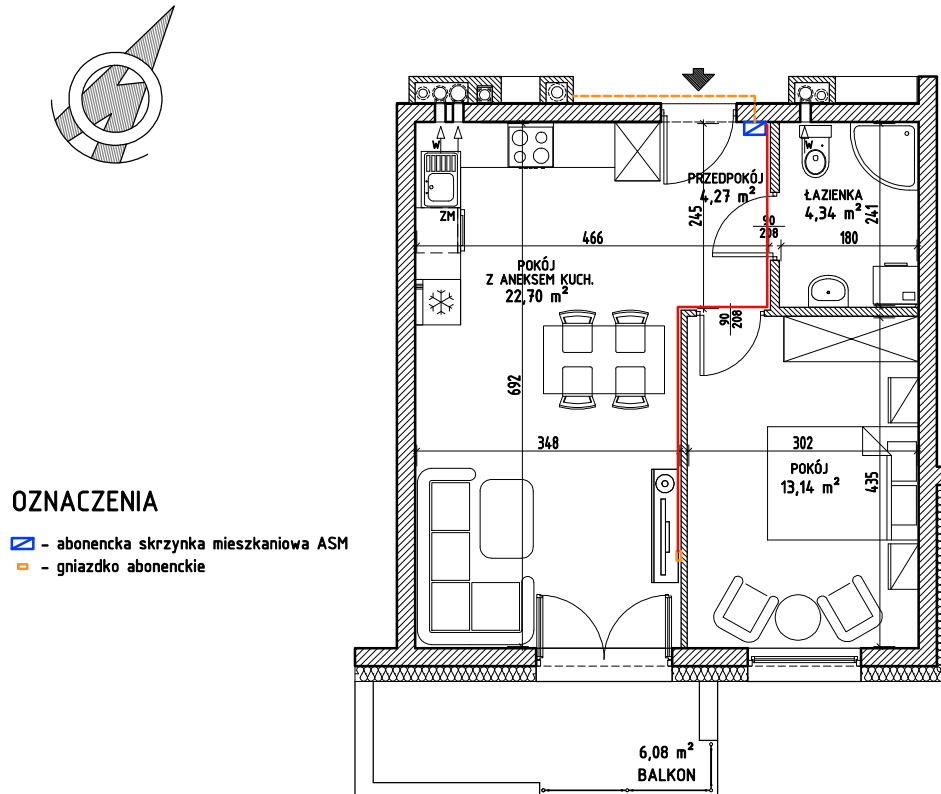 W
W
PRZEDPOKÓJ
4,27 m²
ŁAZIENKA
4,34 m²
245
241
ZM
90
208
466
180
POKÓJ
Z ANEKSEM KUCH.
22,70 m²
90
208
692
348
302
POKÓJ
13,14 m²
435
OZNACZENIA
- abonencka skrzynka mieszkaniowa ASM
- gniazdko abonenckie
6,08 m²
BALKON